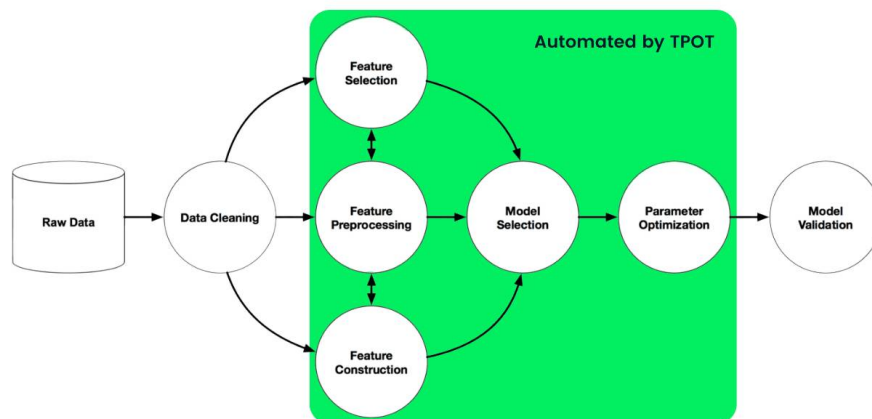 Automated by TPOT
Feature
Selection
Raw Data
Data Cleaning
Feature
Preprocessing
Model
Selection
Parameter
Optimization
Model
Validation
Feature
Construction